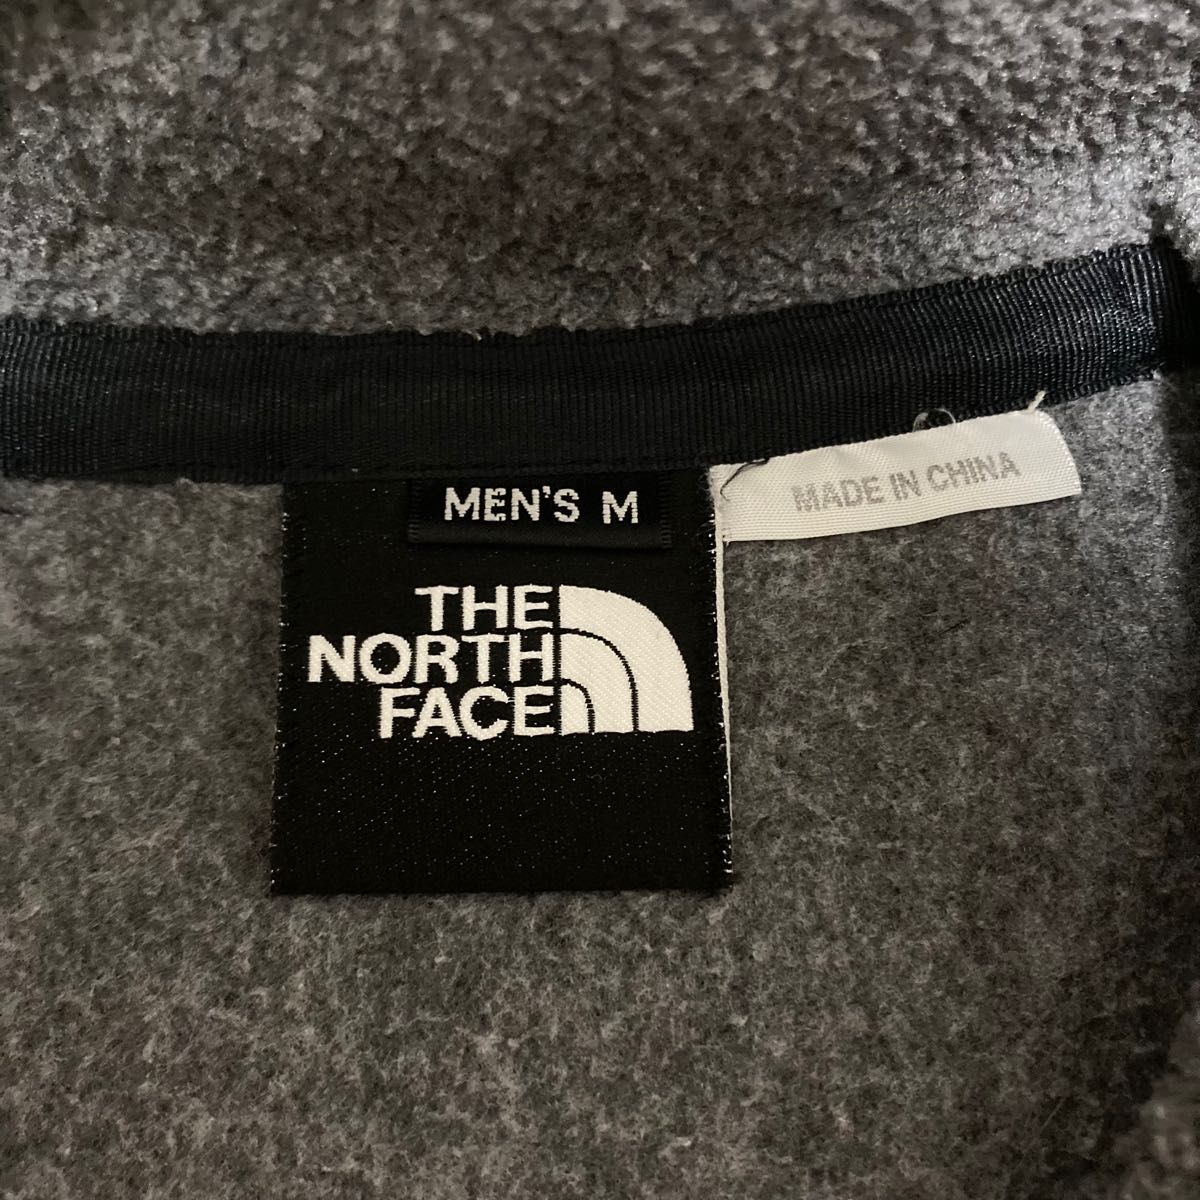 MEN'S M
MADE IN CHINA
THE
NORTH
FACE